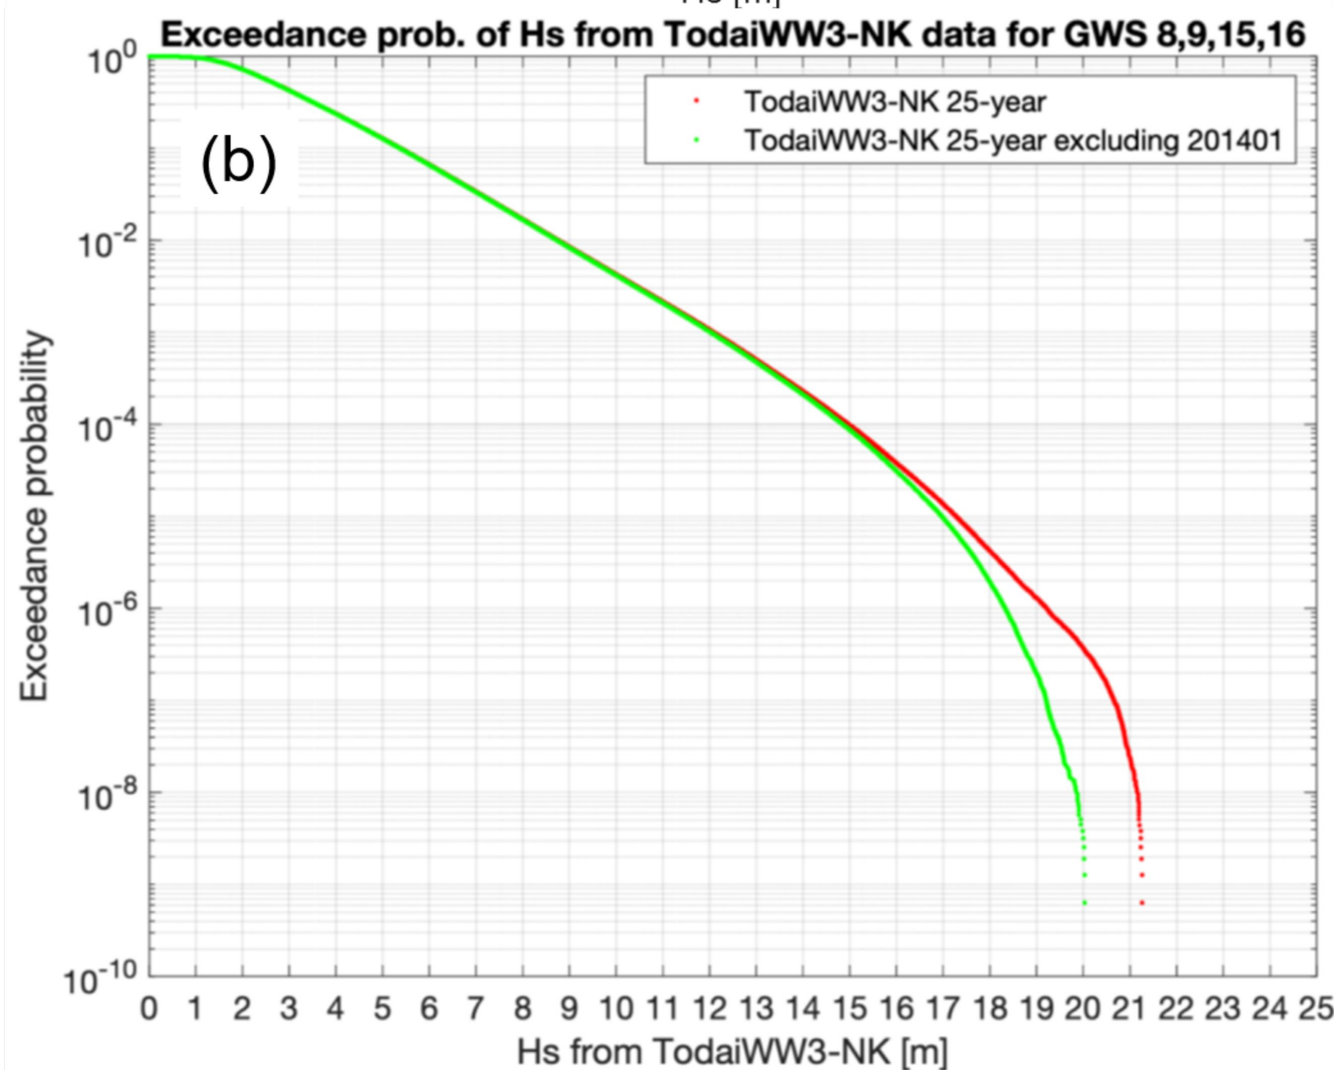 Exceedance prob. of Hs from TodaiWW3-NK data for GWS 8,9,15,16
10^0
TodaiWW3-NK 25-year
TodaiWW3-NK 25-year excluding 201401
(b)
10^-2
10^-4
10^-6
10^-8
10^-10
Exceedance probability
0 1 2 3 4 5 6 7 8 9 10 11 12 13 14 15 16 17 18 19 20 21 22 23 24 25
Hs from TodaiWW3-NK [m]